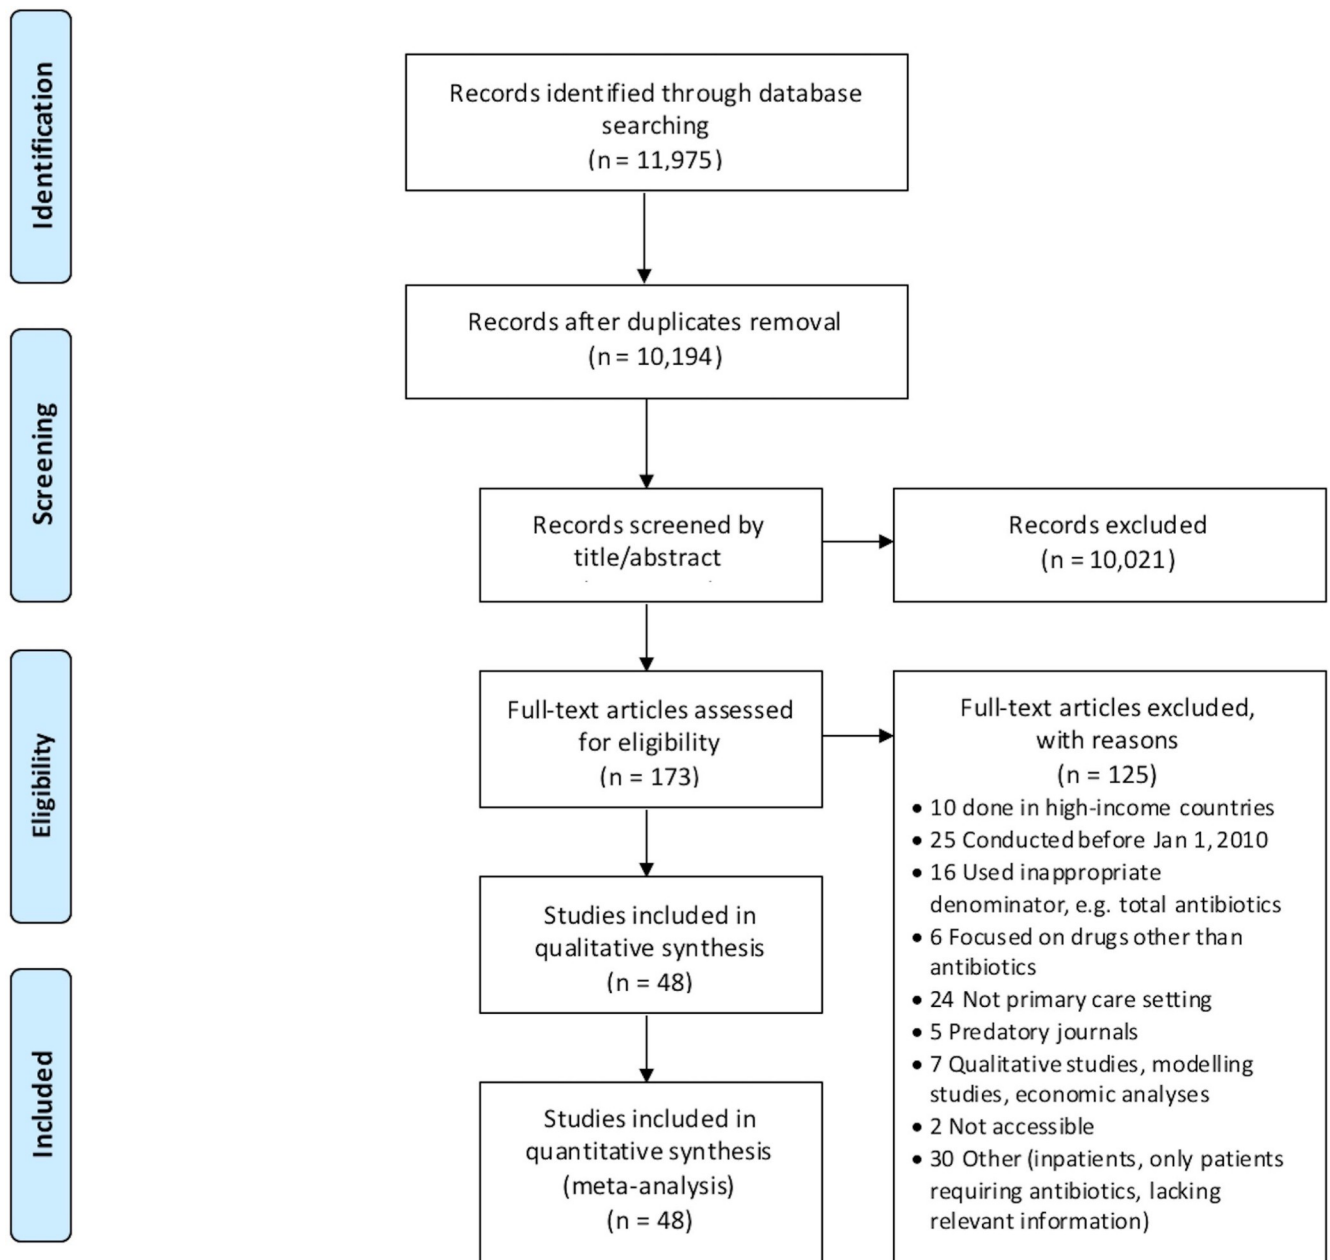 Identification
Records identified through database
searching
(n = 11,975)
Records after duplicates removal
(n = 10,194)
Screening
Records screened by
title/abstract
Records excluded
(n = 10,021)
Eligibility
Full-text articles assessed
for eligibility
(n = 173)
Full-text articles excluded,
with reasons
(n = 125)
• 10 done in high-income countries
• 25 Conducted before Jan 1, 2010
• 16 Used inappropriate
denominator, e.g. total antibiotics
• 6 Focused on drugs other than
antibiotics
• 24 Not primary care setting
• 5 Predatory journals
• 7 Qualitative studies, modelling
studies, economic analyses
• 2 Not accessible
• 30 Other (inpatients, only patients
requiring antibiotics, lacking
relevant information)
Studies included in
qualitative synthesis
(n = 48)
Included
Studies included in
quantitative synthesis
(meta-analysis)
(n = 48)